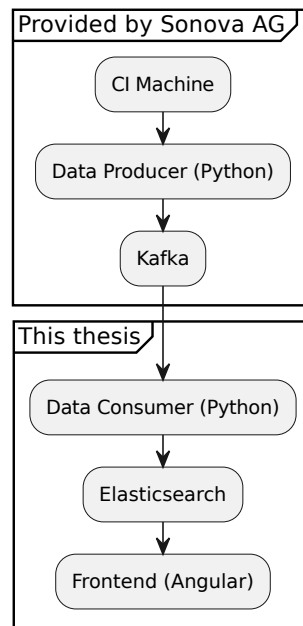 Provided by Sonova AG
CI Machine
Data Producer (Python)
Kafka
This thesis
Data Consumer (Python)
Elasticsearch
Frontend (Angular)